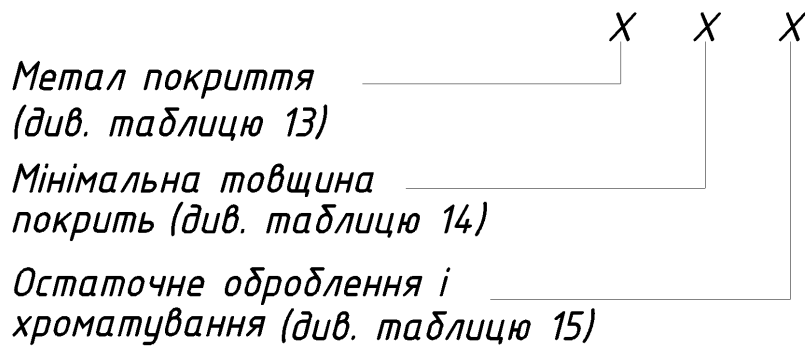 Х Х Х
Метал покриття
(див. таблицю 13)
Мінімальна товщина
покрить (див. таблицю 14)
Остаточне оброблення і
хроматування (див. таблицю 15)